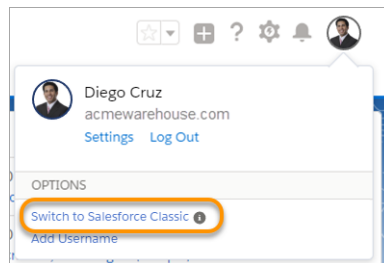 ?
Diego Cruz
acmewarehouse.com
Settings Log Out
OPTIONS
Switch to Salesforce Classic
Add Username